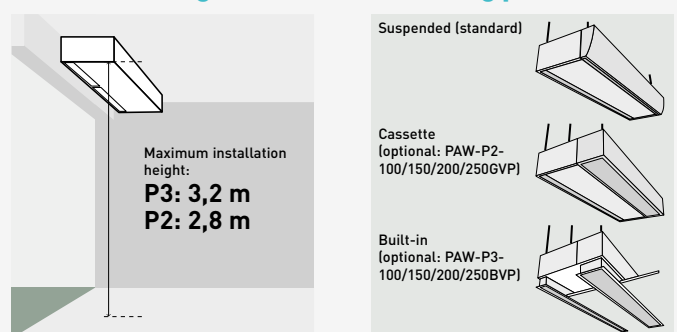 Maximum installation
height:
P3: 3,2 m
P2: 2,8 m
Suspended (standard)
Cassette
(optional: PAW-P2-
100/150/200/250GVP)
Built-in
(optional: PAW-P3-
100/150/200/250BVP)